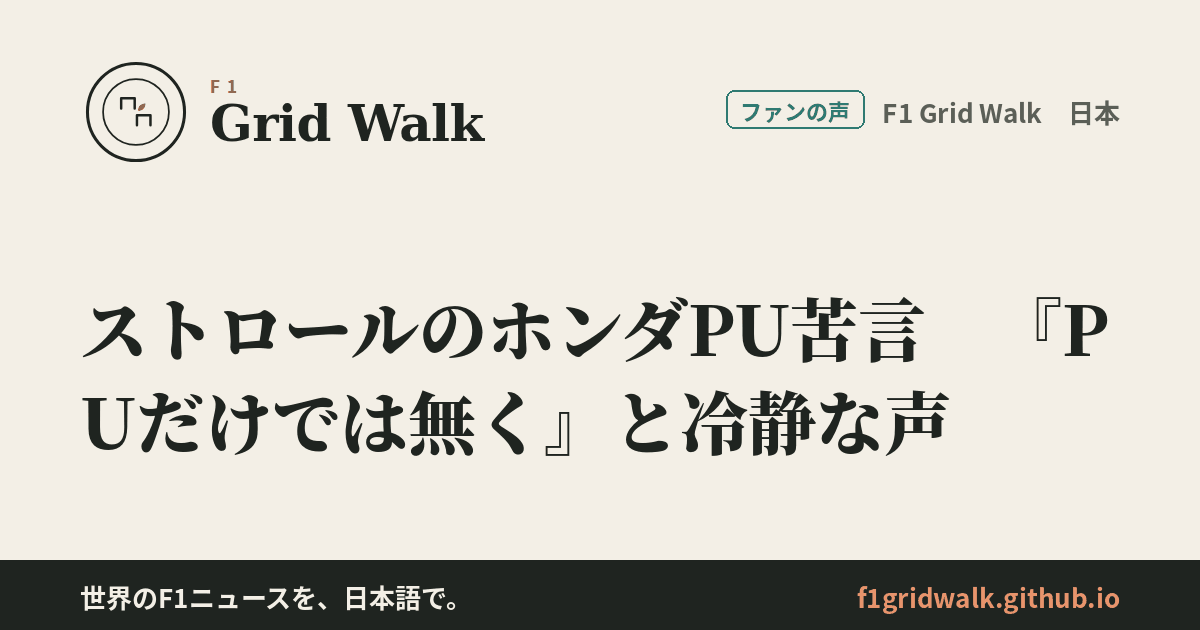 F1
Grid Walk
ファンの声 F1 Grid Walk 日本
ストロールのホンダPU苦言　『P
Uだけでは無く』と冷静な声
世界のF1ニュースを、日本語で。
f1gridwalk.github.io